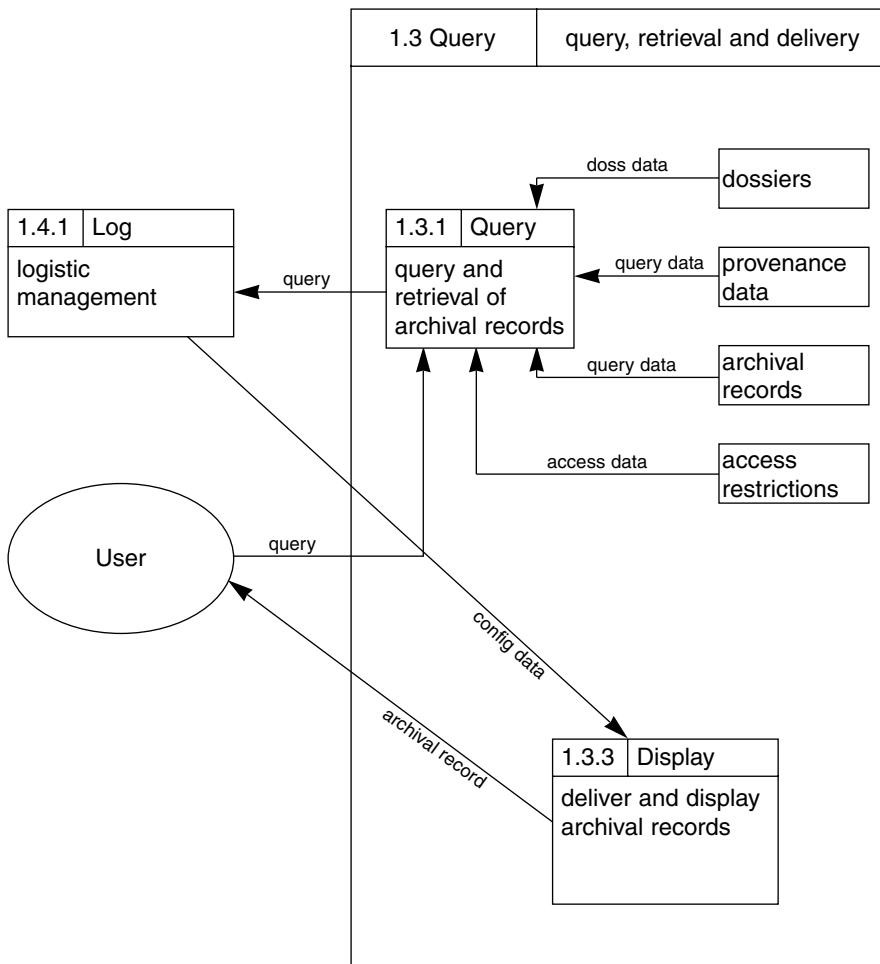 1.3 Query
query, retrieval and delivery
doss data
dossiers
1.4.1
Log
logistic
management
query
1.3.1
Query
query and
retrieval of
archival records
query data
provenance
data
query data
archival
records
access data
access
restrictions
User
query
config data
archival record
1.3.3
Display
deliver and display
archival records